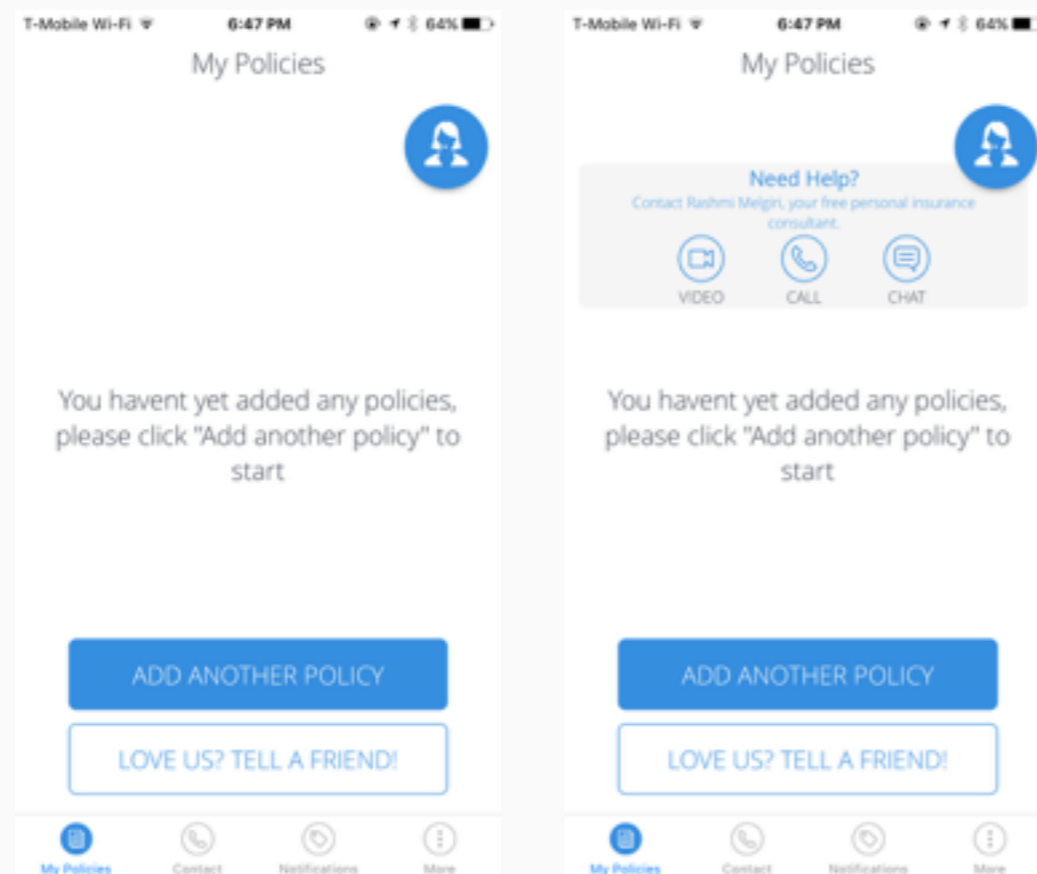 T-Mobile Wi-Fi 6:47 PM 64%
My Policies
You havent yet added any policies,
please click "Add another policy" to
start
ADD ANOTHER POLICY
LOVE US? TELL A FRIEND!
My Policies Contact Notifications More
T-Mobile Wi-Fi 6:47 PM 64%
My Policies
Need Help?
Contact Rashmi Melgiri, your free personal insurance
consultant.
VIDEO CALL CHAT
You havent yet added any policies,
please click "Add another policy" to
start
ADD ANOTHER POLICY
LOVE US? TELL A FRIEND!
My Policies Contact Notifications More